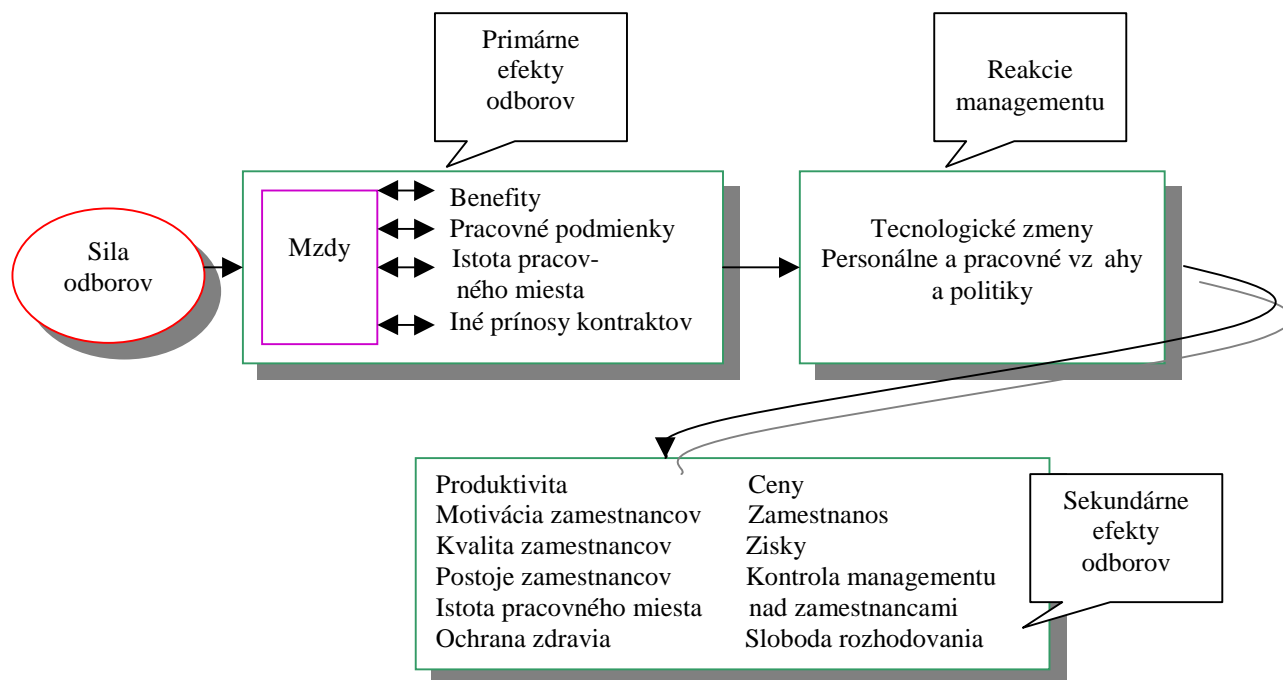 Primárne
efekty
odborov
Reakcie
managementu
Sila
odborov
Mzdy
Benefity
Pracovné podmienky
Istota pracov-
ného miesta
Iné prínosy kontraktov
Tecnologické zmeny
Personálne a pracovné vz ahy
a politiky
Produktivita
Motivácia zamestnancov
Kvalita zamestnancov
Postoje zamestnancov
Istota pracovného miesta
Ochrana zdravia
Ceny
Zamestnanos
Zisky
Kontrola managementu
nad zamestnancami
Sloboda rozhodovania
Sekundárne
efekty
odborov